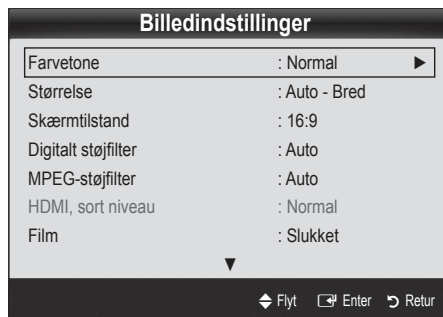 Billedindstillinger
Farvetone : Normal ▶
Størrelse : Auto - Bred
Skærmtilstand : 16:9
Digitalt støjfilter : Auto
MPEG-støjfilter : Auto
HDMI, sort niveau : Normal
Film : Slukket
▼
Flyt Enter Retur